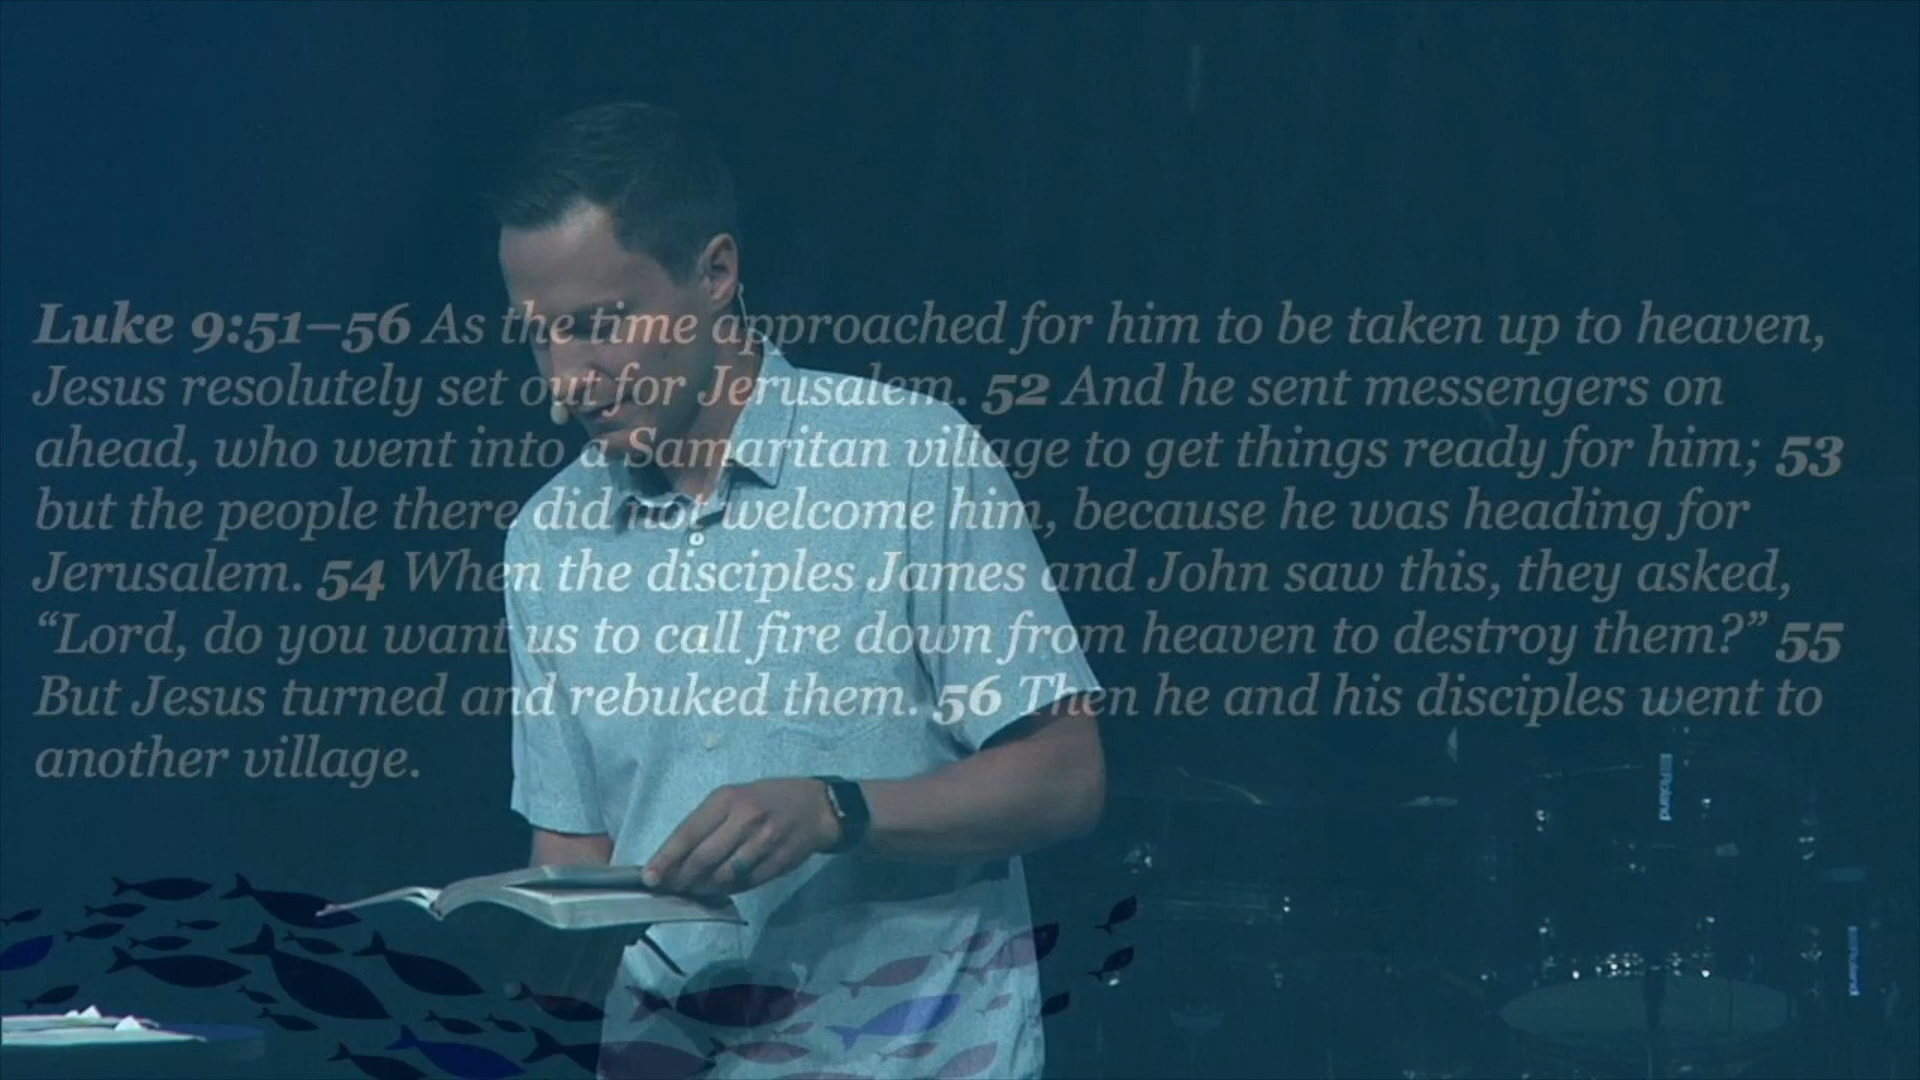 Luke 9:51–56 As the time approached for him to be taken up to heaven,
Jesus resolutely set out for Jerusalem. 52 And he sent messengers on
ahead, who went into a Samaritan village to get things ready for him; 53
but the people there did not welcome him, because he was heading for
Jerusalem. 54 When the disciples James and John saw this, they asked,
“Lord, do you want us to call fire down from heaven to destroy them?” 55
But Jesus turned and rebuked them. 56 Then he and his disciples went to
another village.
Roland
Roland